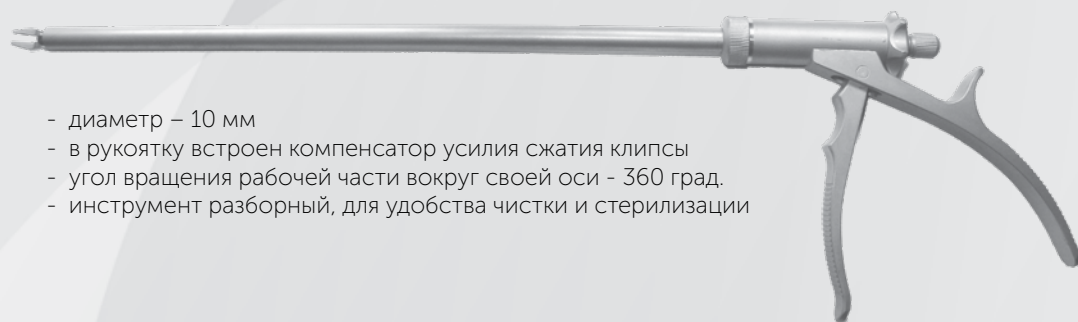 - диаметр – 10 мм
- в рукоятку встроен компенсатор усилия сжатия клипсы
- угол вращения рабочей части вокруг своей оси - 360 град.
- инструмент разборный, для удобства чистки и стерилизации